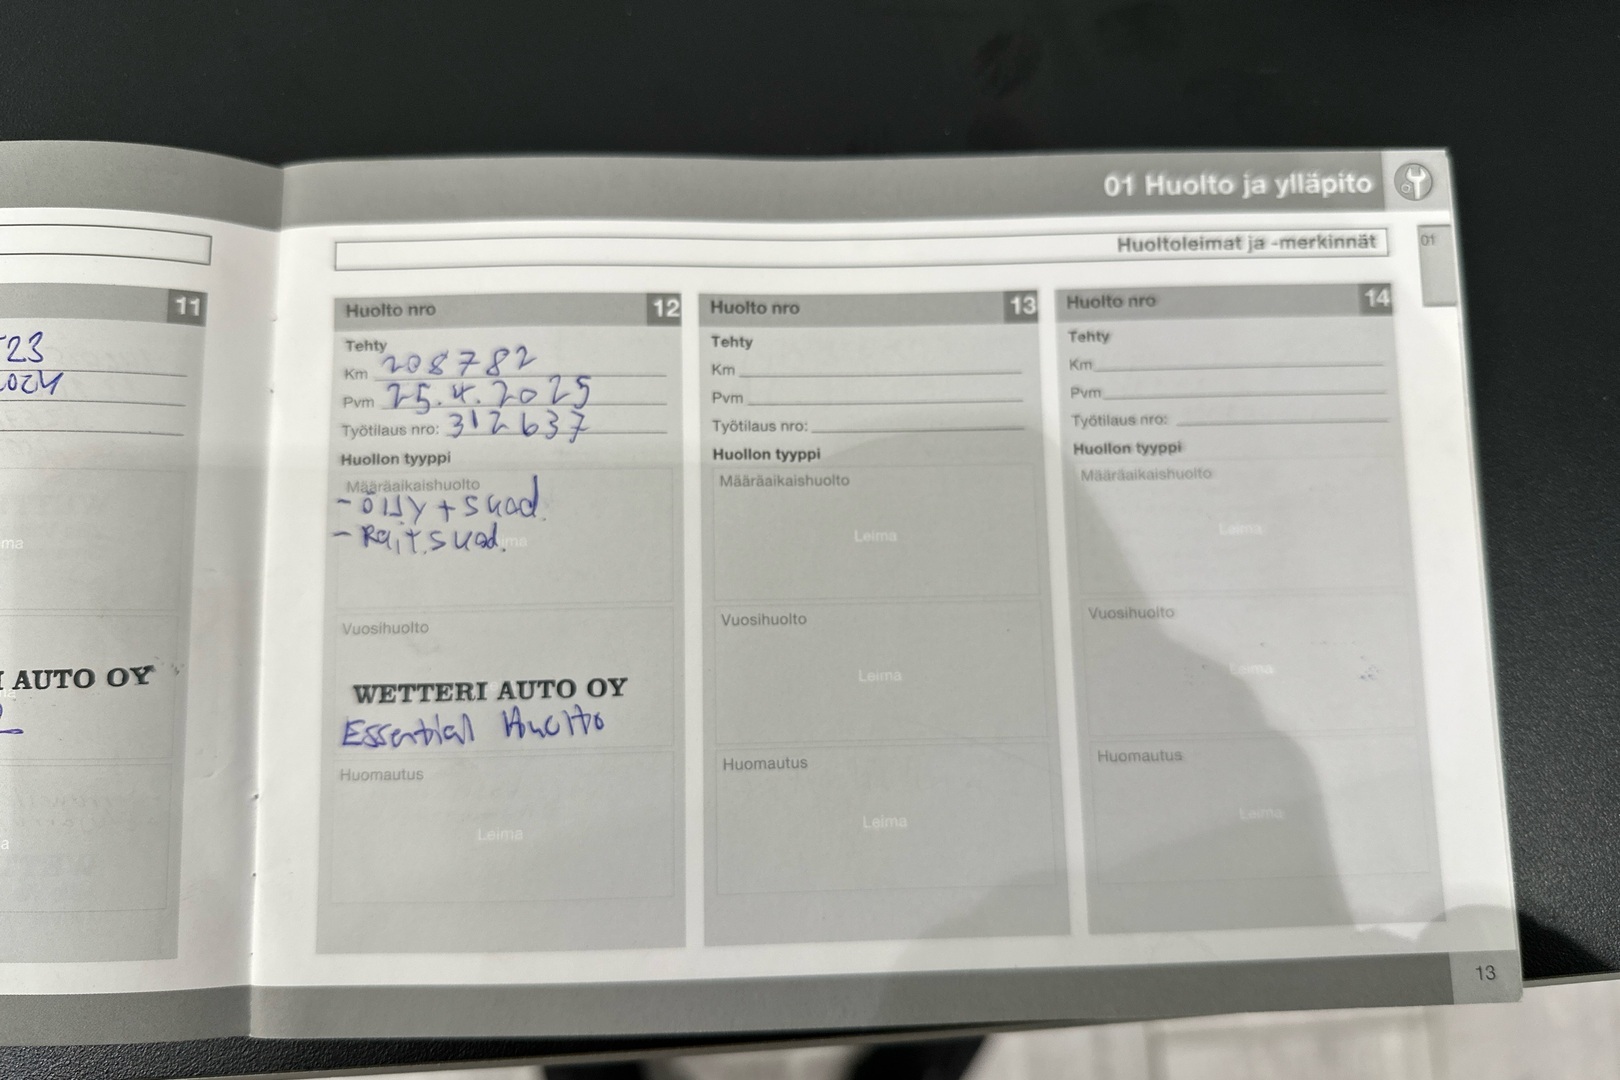 01 Huolto ja ylläpito
Huoltoleimat ja -merkinnät
01
11
23
2024
AUTO OY
Huolto nro 12
Tehty
Km 208782
Pvm 25.4.2025
Työtilaus nro: 312637
Huollon tyyppi
Määräaikaishuolto
- Öljy + suod.
- Rait.suod.
Vuosihuolto
WETTERI AUTO OY
Essential Huolto
Huomautus
Leima
Huolto nro 13
Tehty
Km
Pvm
Työtilaus nro:
Huollon tyyppi
Määräaikaishuolto
Leima
Vuosihuolto
Leima
Huomautus
Leima
Huolto nro 14
Tehty
Km
Pvm
Työtilaus nro:
Huollon tyyppi
Määräaikaishuolto
Leima
Vuosihuolto
Leima
Huomautus
Leima
13